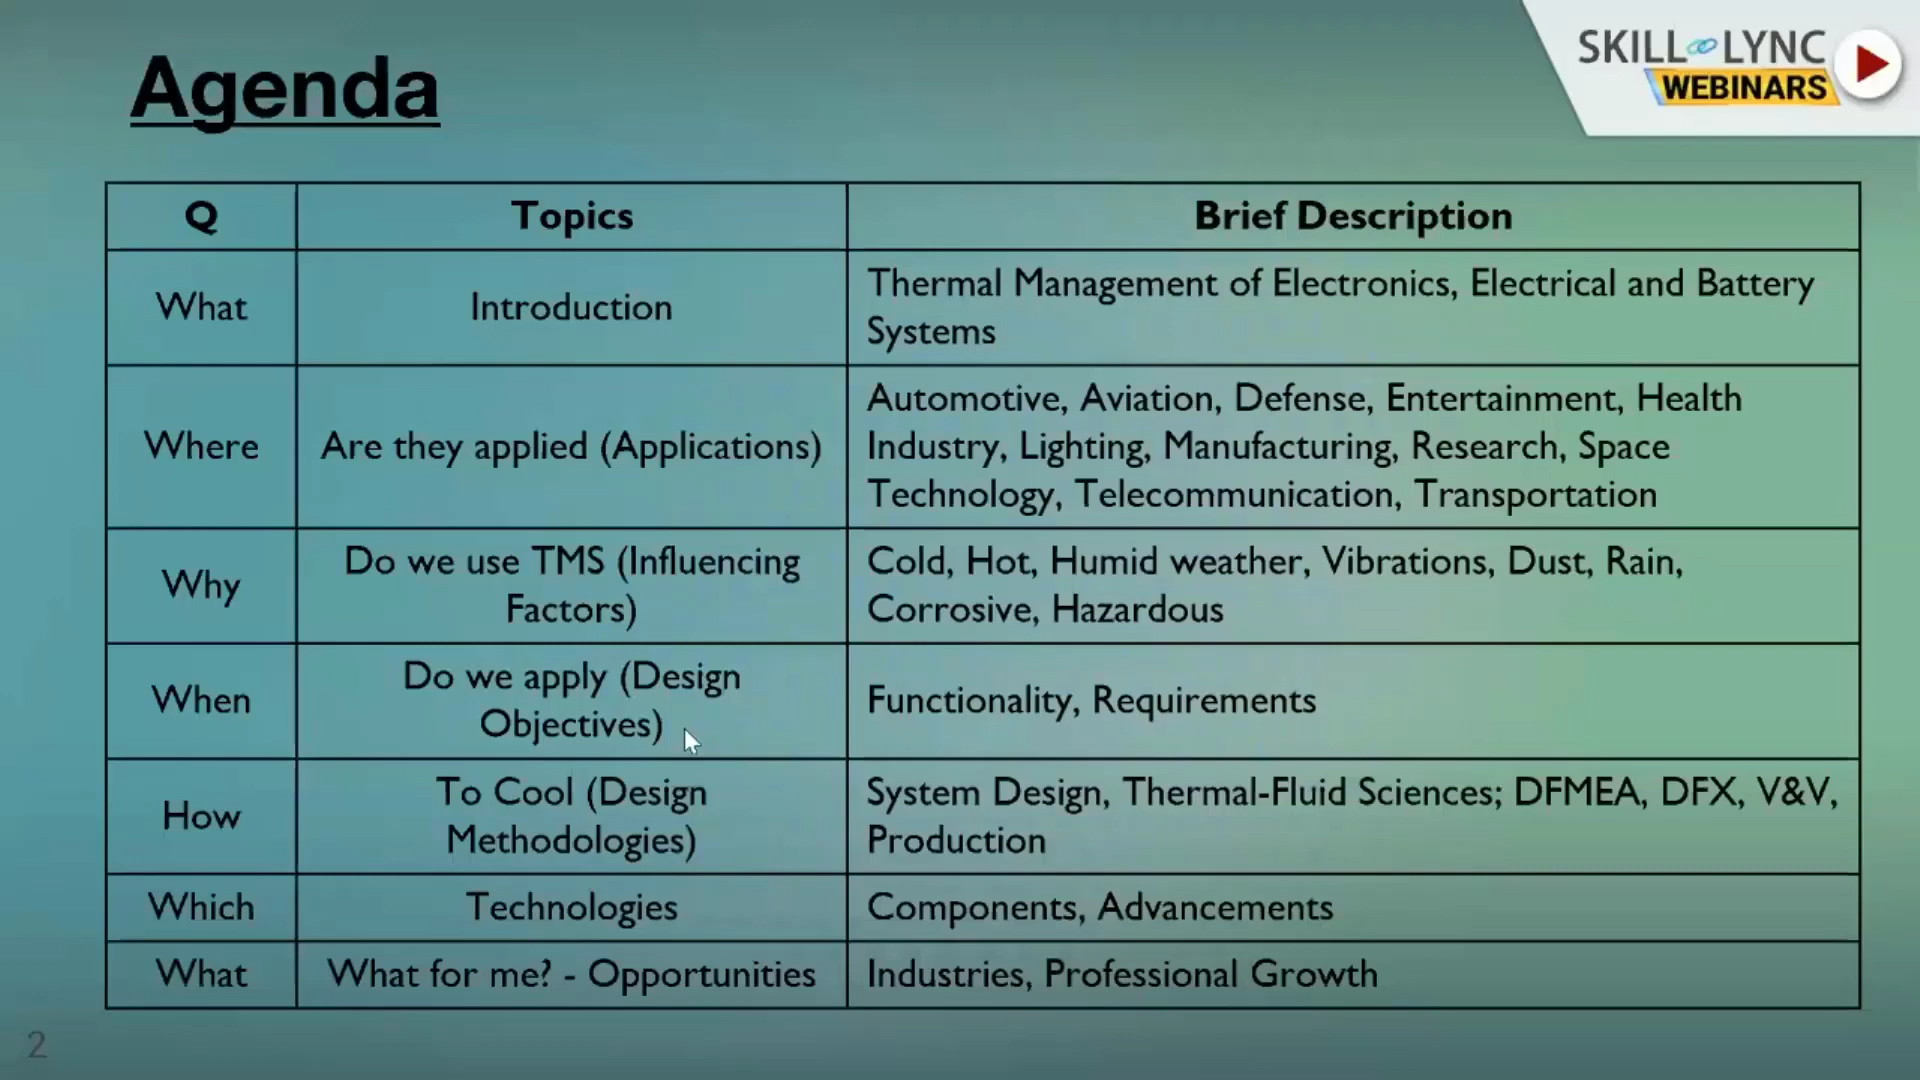 Agenda
SKILL LYNC
WEBINARS
Q
Topics
Brief Description
What
Introduction
Thermal Management of Electronics, Electrical and Battery
Systems
Where
Are they applied (Applications)
Automotive, Aviation, Defense, Entertainment, Health
Industry, Lighting, Manufacturing, Research, Space
Technology, Telecommunication, Transportation
Why
Do we use TMS (Influencing
Factors)
Cold, Hot, Humid weather, Vibrations, Dust, Rain,
Corrosive, Hazardous
When
Do we apply (Design
Objectives)
Functionality, Requirements
How
To Cool (Design
Methodologies)
System Design, Thermal-Fluid Sciences; DFMEA, DFX, V&V,
Production
Which
Technologies
Components, Advancements
What
What for me? - Opportunities
Industries, Professional Growth
2